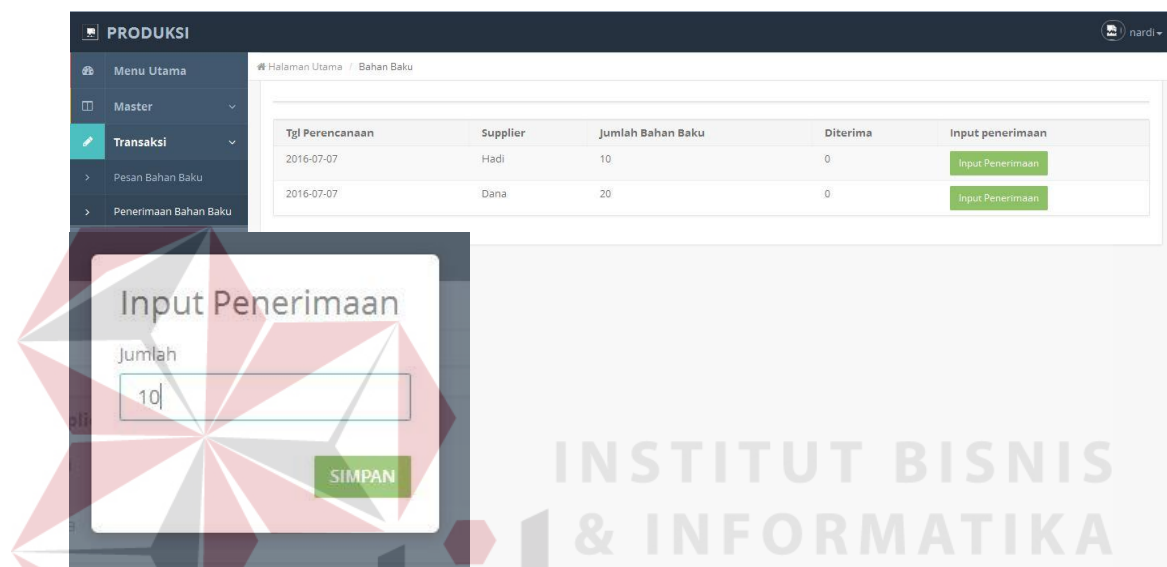 PRODUKSI
nardi
Menu Utama
Halaman Utama / Bahan Baku
Master
Transaksi
Pesan Bahan Baku
Penerimaan Bahan Baku
Tgl Perencanaan Supplier Jumlah Bahan Baku Diterima Input penerimaan
2016-07-07 Hadi 10 0 Input Penerimaan
2016-07-07 Dana 20 0 Input Penerimaan
Input Penerimaan
Jumlah
10
SIMPAN
INSTITUT BISNIS
& INFORMATIKA